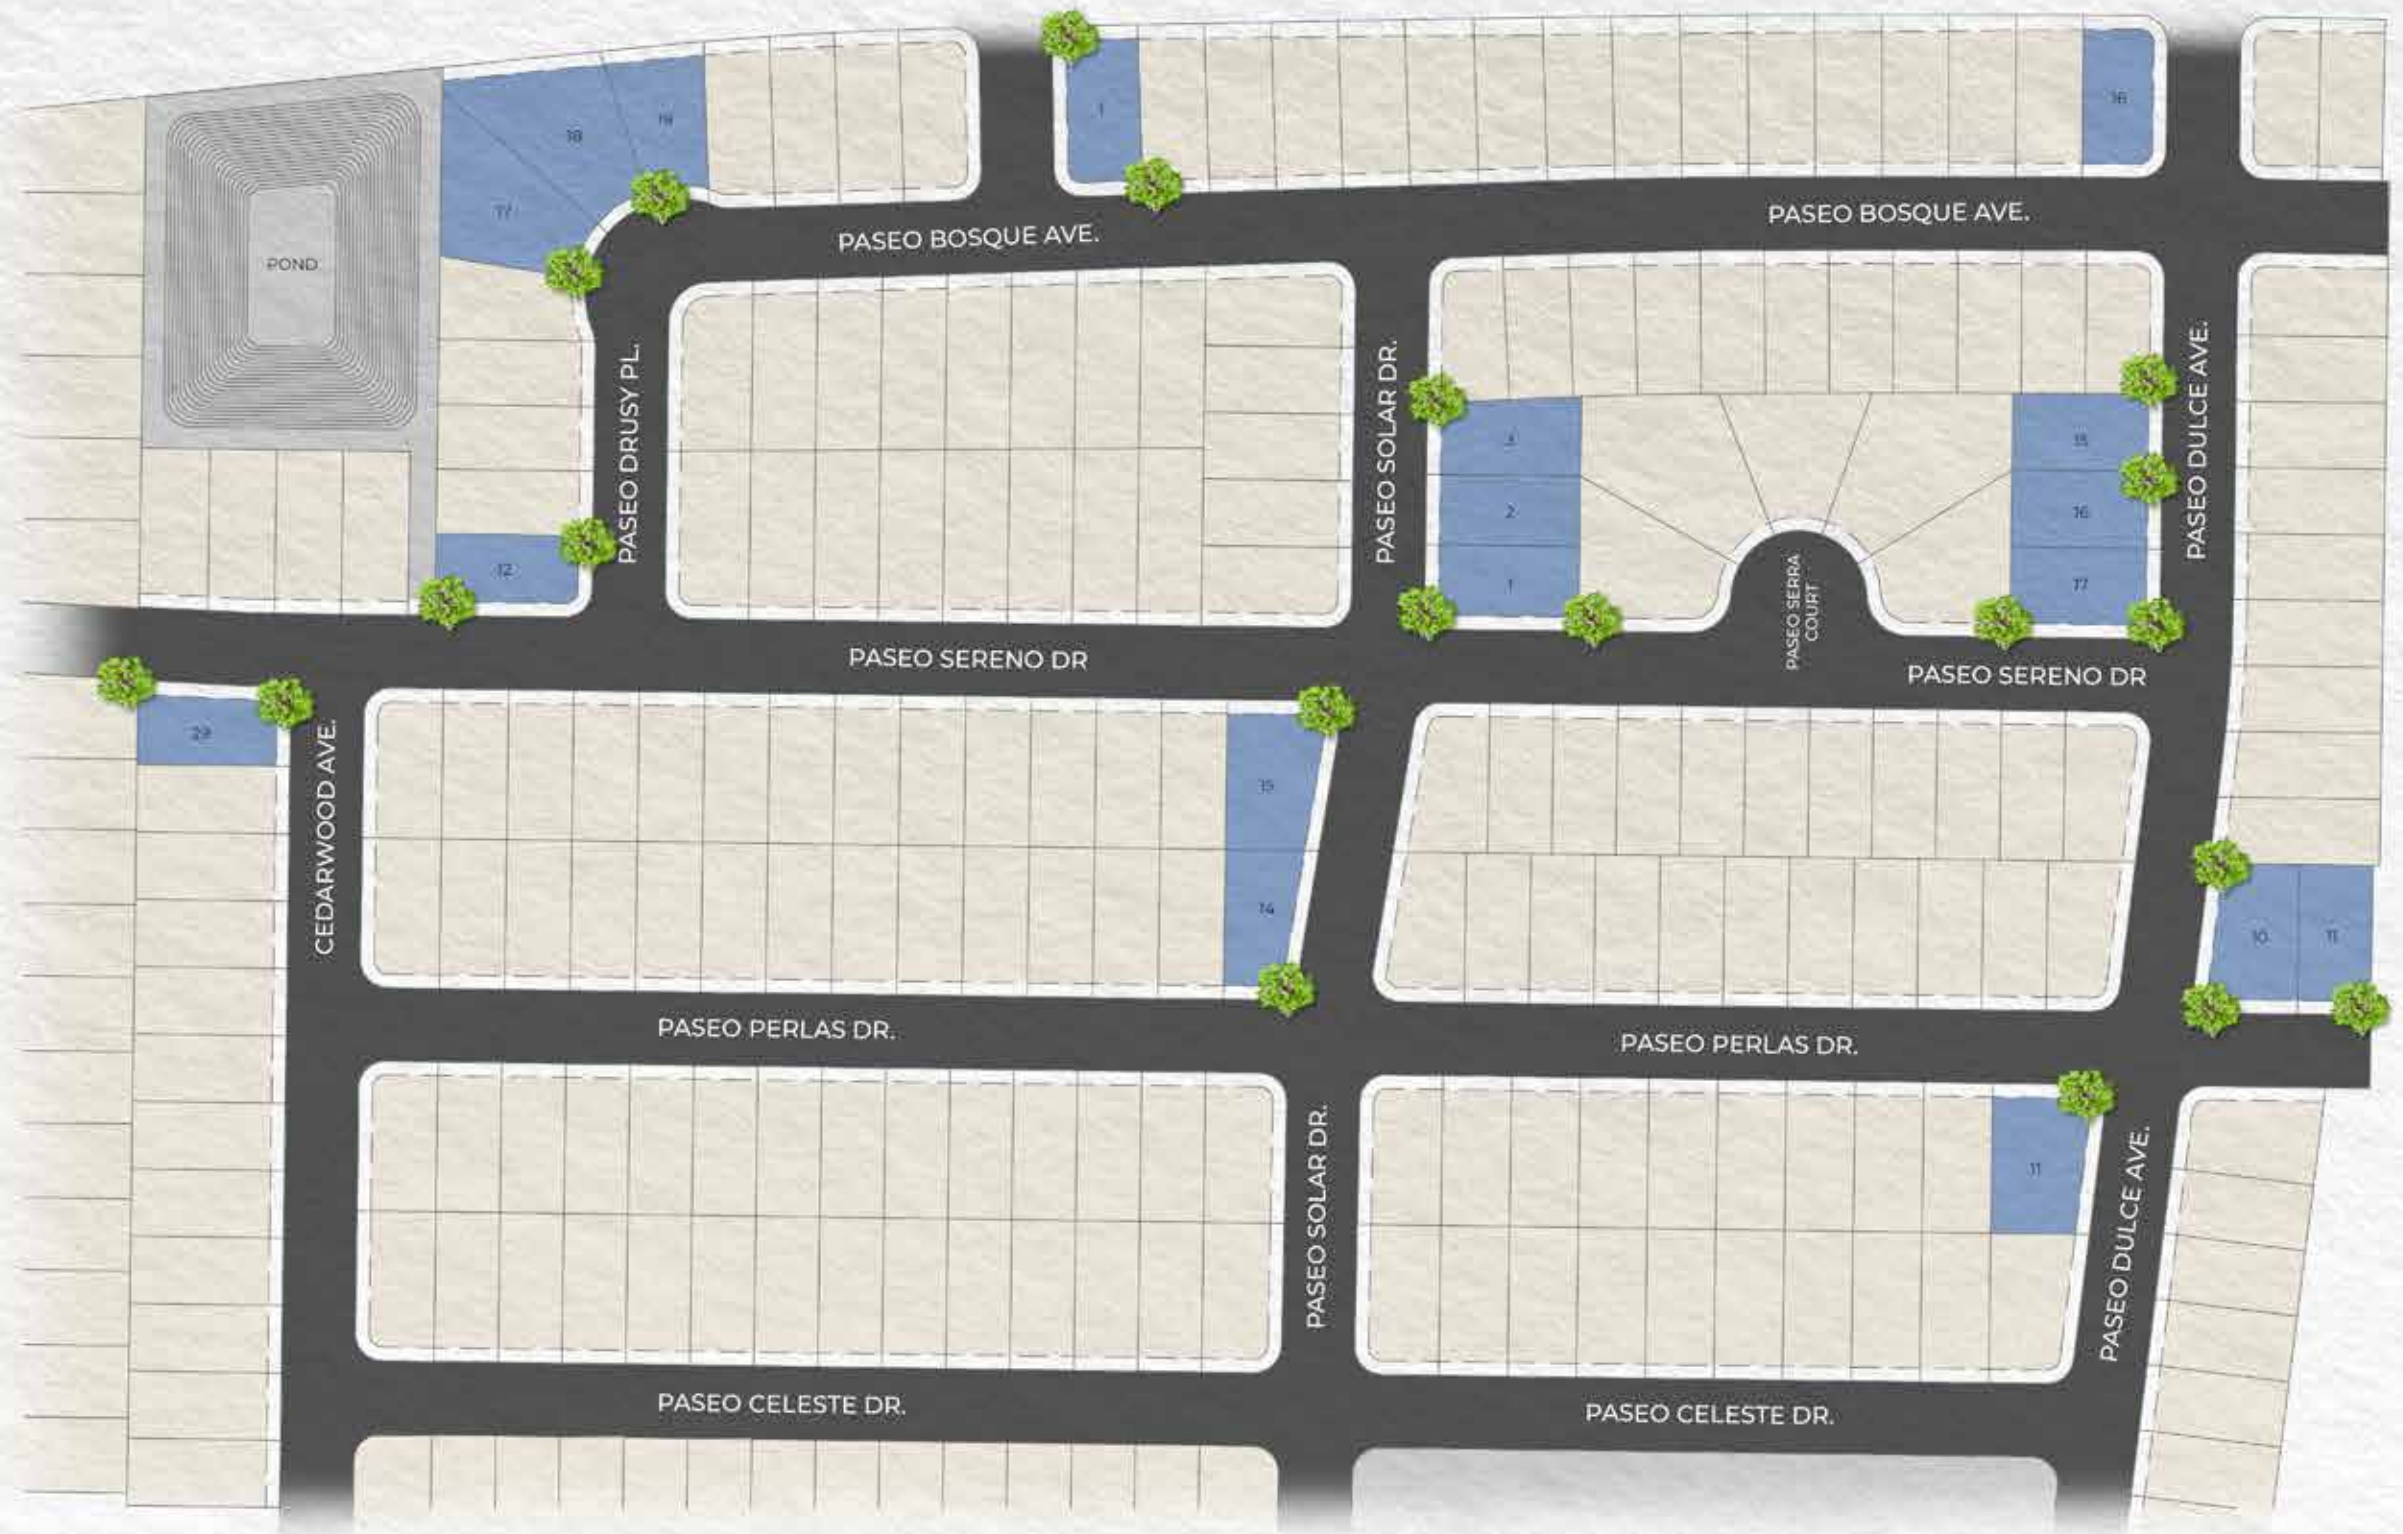 1
16
18
19
17
PASEO BOSQUE AVE.
PASEO BOSQUE AVE.
POND
PASEO DRUSY PL.
PASEO SOLAR DR.
PASEO DULCE AVE.
3
15
2
16
12
1
17
PASEO SERRA
COURT
PASEO SERENO DR
PASEO SERENO DR
CEDARWOOD AVE.
15
14
10
11
PASEO PERLAS DR.
PASEO PERLAS DR.
PASEO SOLAR DR.
11
PASEO DULCE AVE.
PASEO CELESTE DR.
PASEO CELESTE DR.